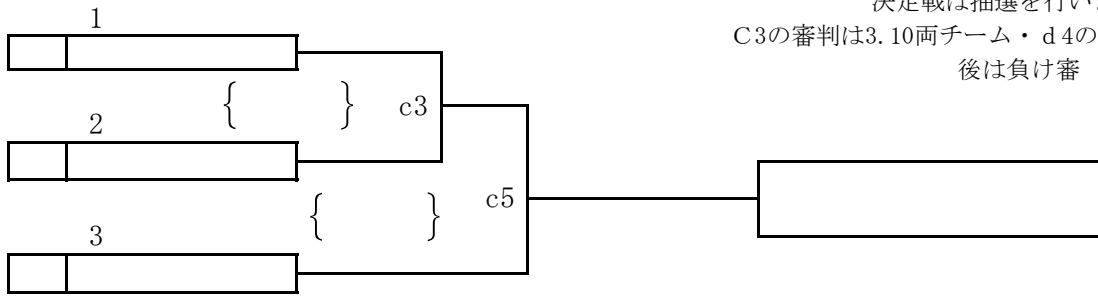 決定戦は抽選を行い
1
C3の審判は3.10両チーム・d4の
後は負け審
{ } c3
2
{ } c5
3